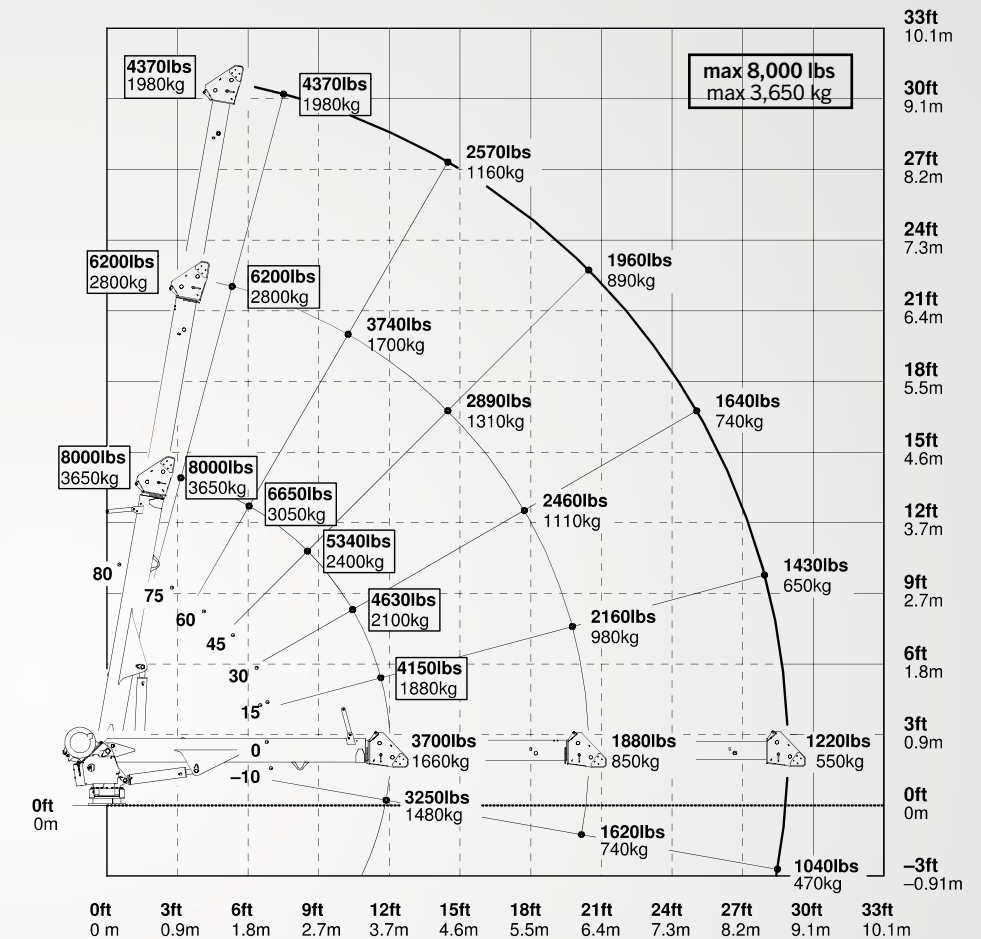 33ft
10.1m
4370lbs
1980kg
4370lbs
1980kg
max 8,000 lbs
max 3,650 kg
30ft
9.1m
2570lbs
1160kg
27ft
8.2m
24ft
7.3m
6200lbs
2800kg
6200lbs
2800kg
1960lbs
890kg
21ft
6.4m
3740lbs
1700kg
18ft
5.5m
2890lbs
1310kg
1640lbs
740kg
15ft
4.6m
8000lbs
3650kg
8000lbs
3650kg
6650lbs
3050kg
2460lbs
1110kg
12ft
3.7m
5340lbs
2400kg
80
75
60
45
30
15
0
–10
1430lbs
650kg
9ft
2.7m
4630lbs
2100kg
2160lbs
980kg
4150lbs
1880kg
6ft
1.8m
3700lbs
1660kg
1880lbs
850kg
1220lbs
550kg
3ft
0.9m
0ft
0m
3250lbs
1480kg
0ft
0m
1620lbs
740kg
1040lbs
470kg
–3ft
–0.91m
0ft 3ft 6ft 9ft 12ft 15ft 18ft 21ft 24ft 27ft 30ft 33ft
0 m 0.9m 1.8m 2.7m 3.7m 4.6m 5.5m 6.4m 7.3m 8.2m 9.1m 10.1m